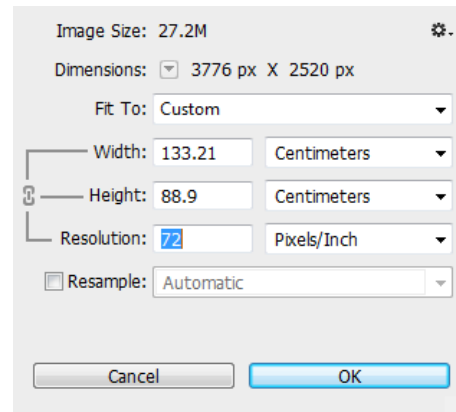 Image Size: 27.2M
Dimensions: 3776 px X 2520 px
Fit To: Custom
Width: 133.21 Centimeters
Height: 88.9 Centimeters
Resolution: 72 Pixels/Inch
Resample: Automatic
Cancel OK